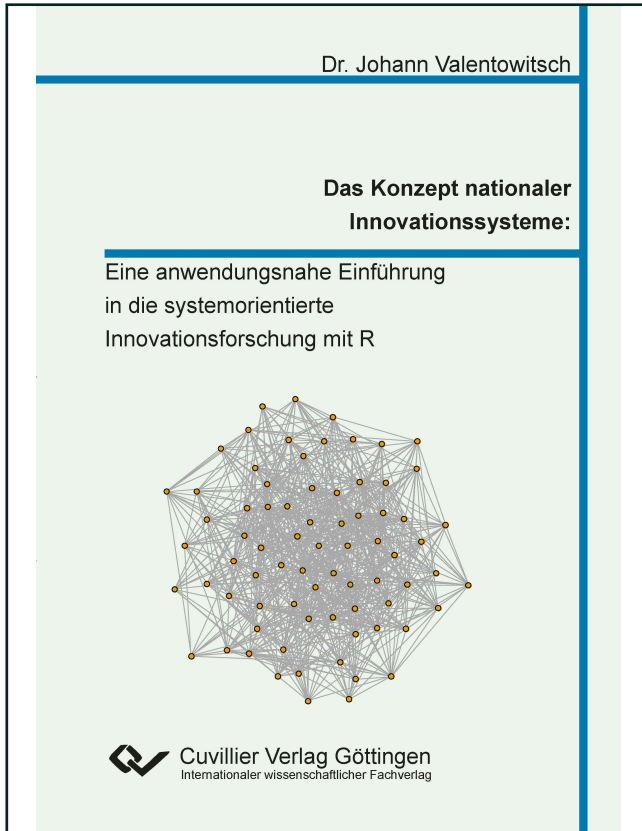 Dr. Johann Valentowitsch
Das Konzept nationaler
Innovationssysteme:
Eine anwendungsnahe Einführung
in die systemorientierte
Innovationsforschung mit R
Cuvillier Verlag Göttingen
Internationaler wissenschaftlicher Fachverlag